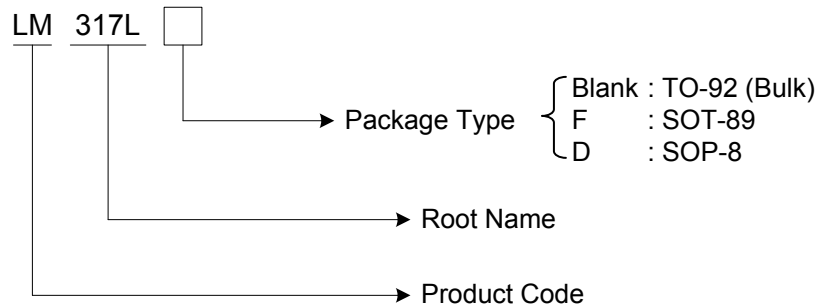 LM 317L
Blank : TO-92 (Bulk)
Package Type F : SOT-89
D : SOP-8
Root Name
Product Code